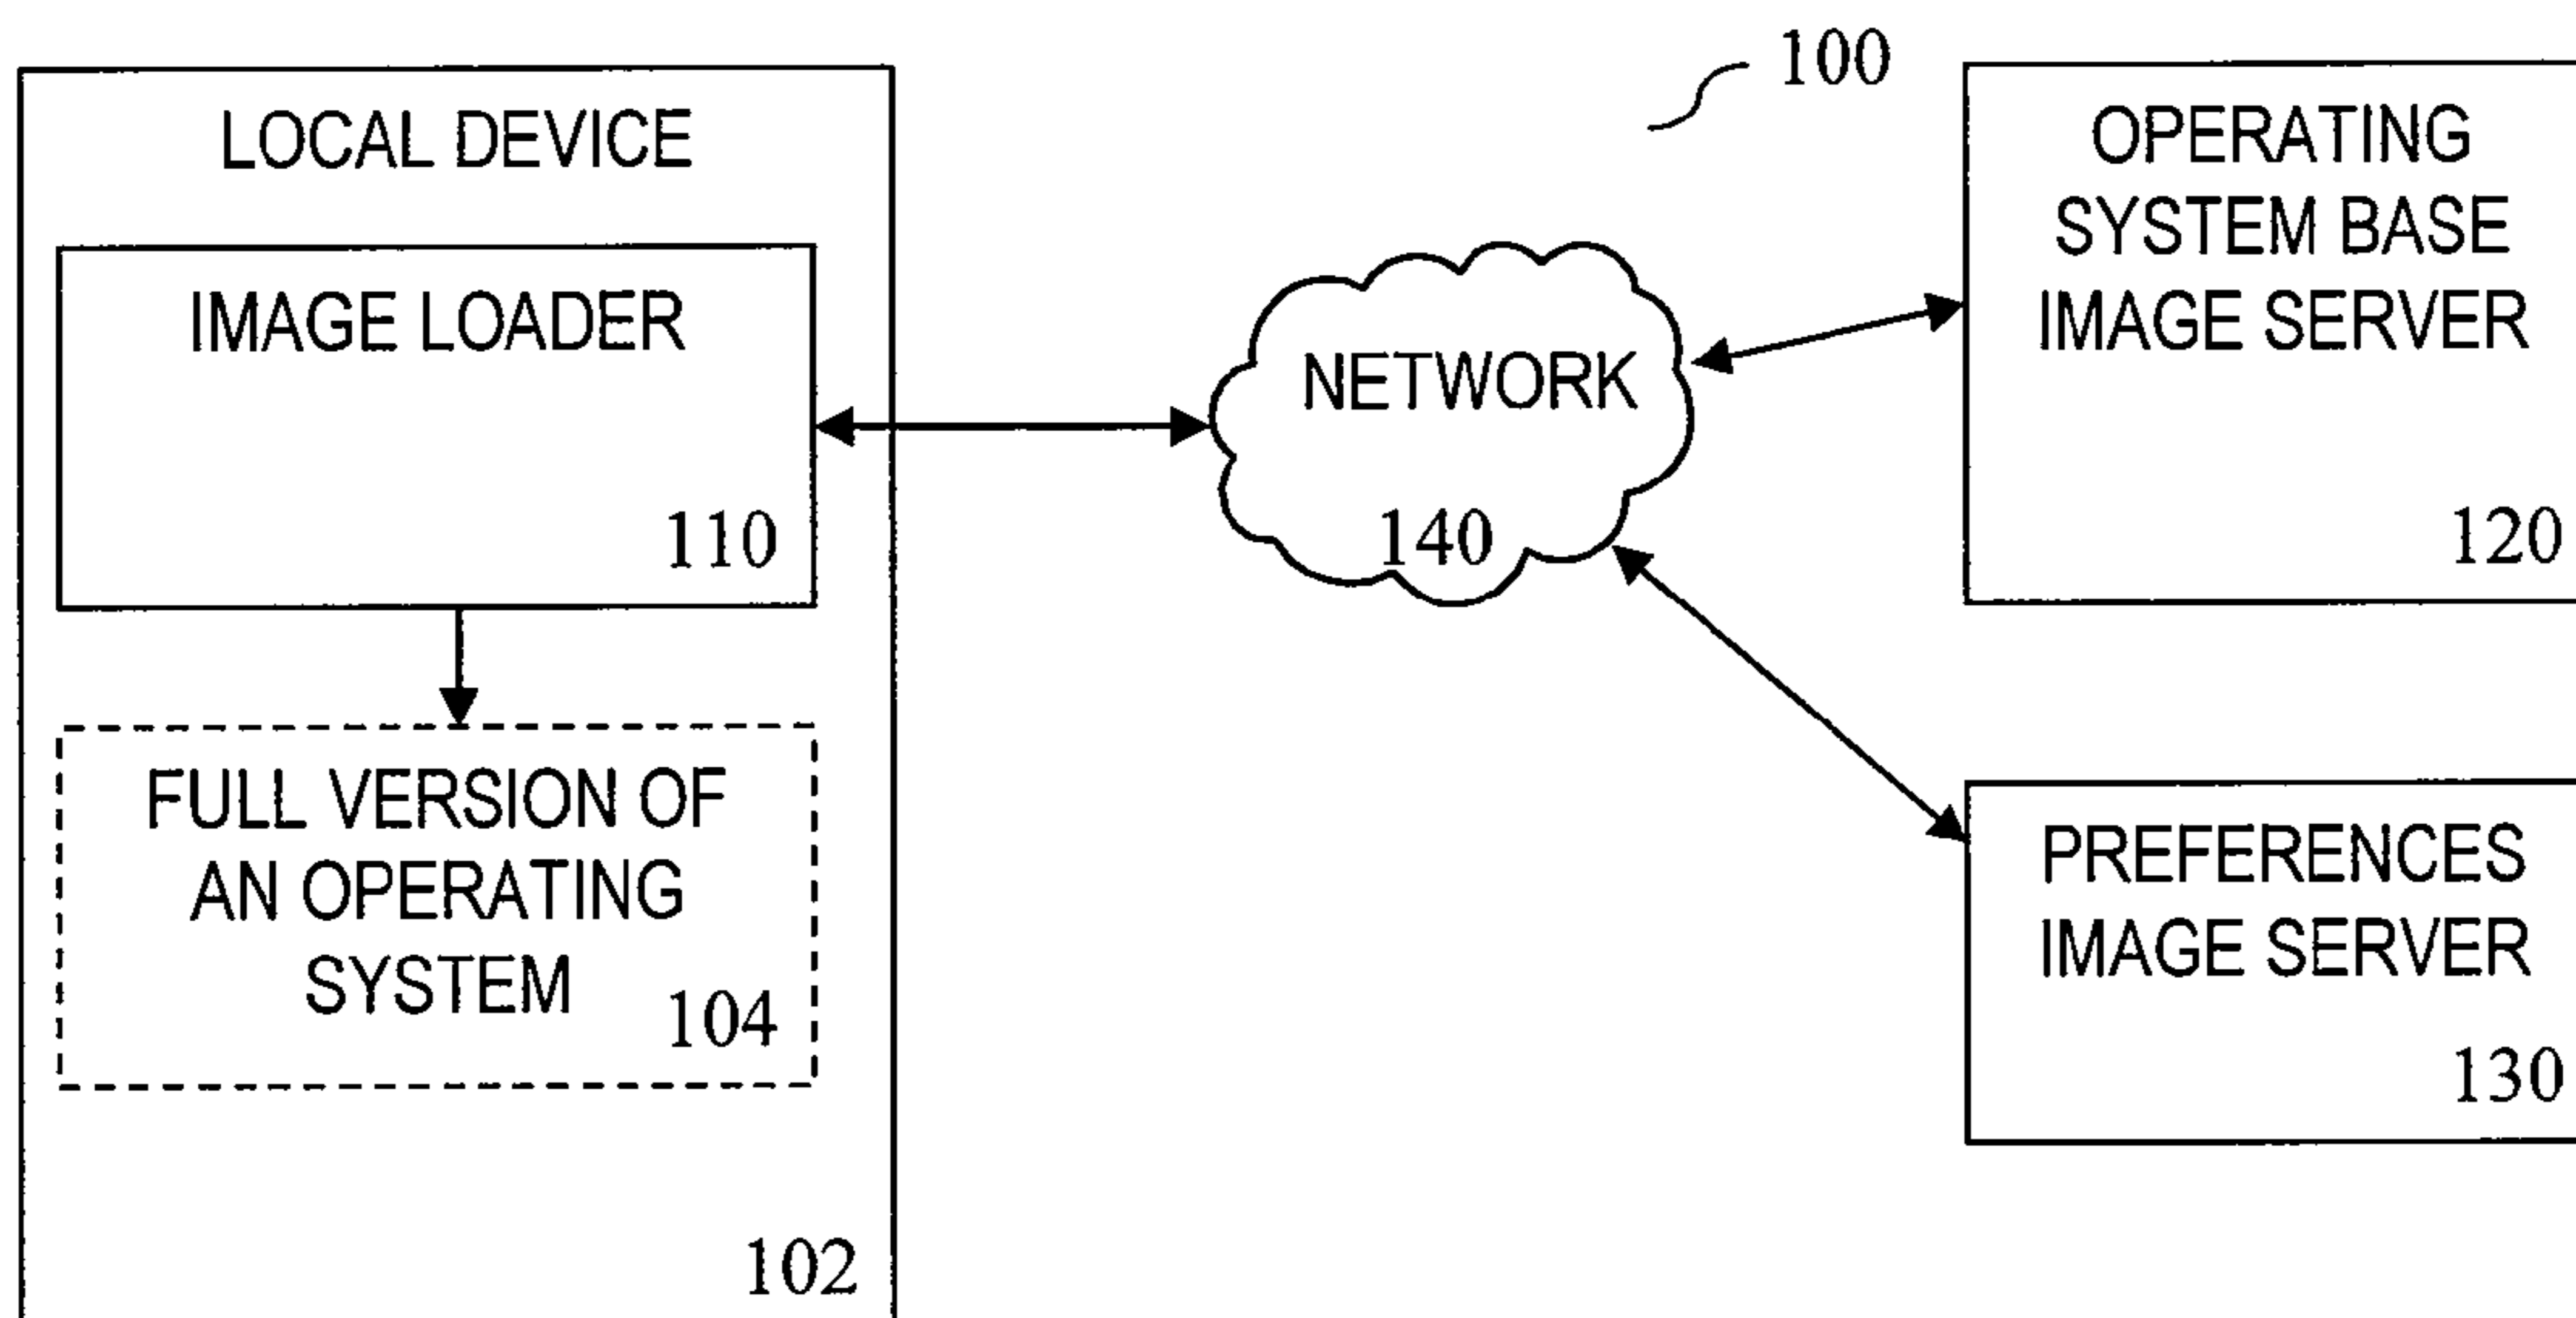 100
LOCAL DEVICE
IMAGE LOADER
110
FULL VERSION OF
AN OPERATING
SYSTEM
104
102
NETWORK
140
OPERATING
SYSTEM BASE
IMAGE SERVER
120
PREFERENCES
IMAGE SERVER
130